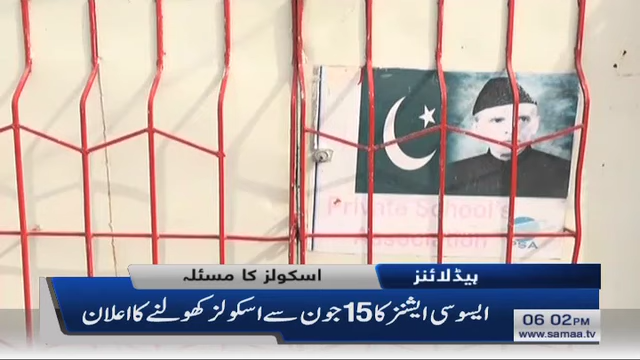 Private School's
Association
PSA
ہیڈلائنز
اسکولز کا مسئلہ
ایسوسی ایشنز کا 15 جون سے اسکولز کھولنے کا اعلان
06 02PM
www.samaa.tv